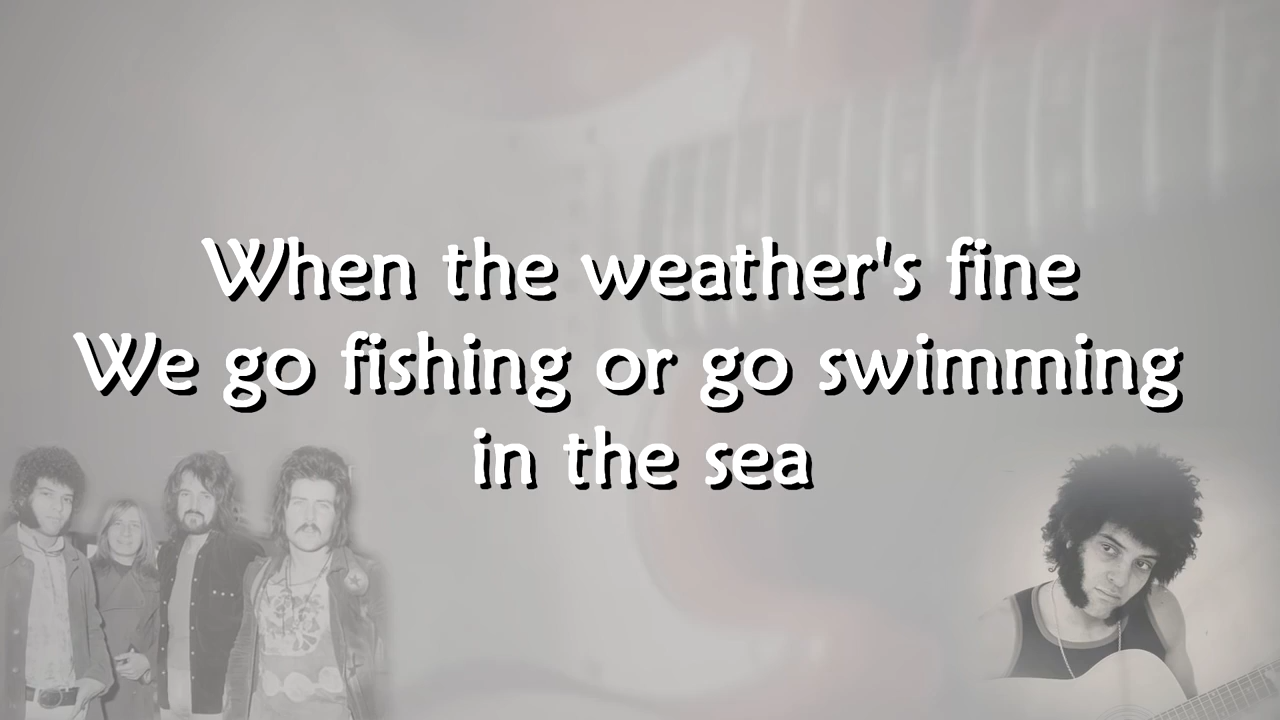 When the weather's fine
We go fishing or go swimming
in the sea